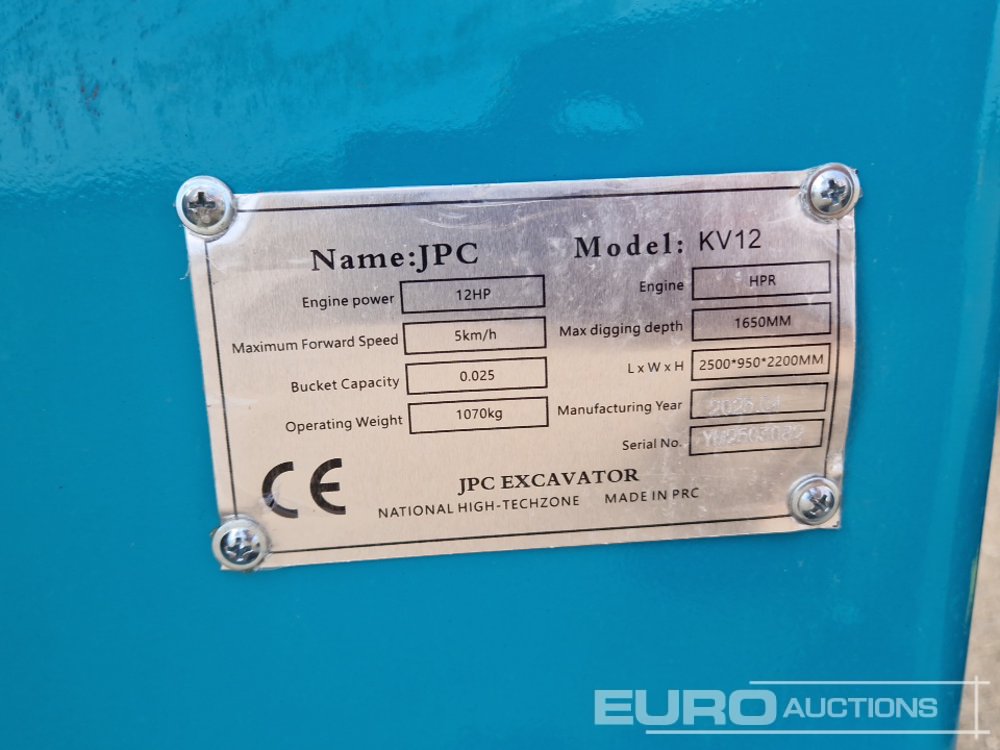 Name:JPC Model: KV12
Engine power 12HP Engine HPR
Maximum Forward Speed 5km/h Max digging depth 1650MM
Bucket Capacity 0.025 L x W x H 2500*950*2200MM
Operating Weight 1070kg Manufacturing Year
Serial No.
CE JPC EXCAVATOR
NATIONAL HIGH-TECHZONE MADE IN PRC
EURO AUCTIONS